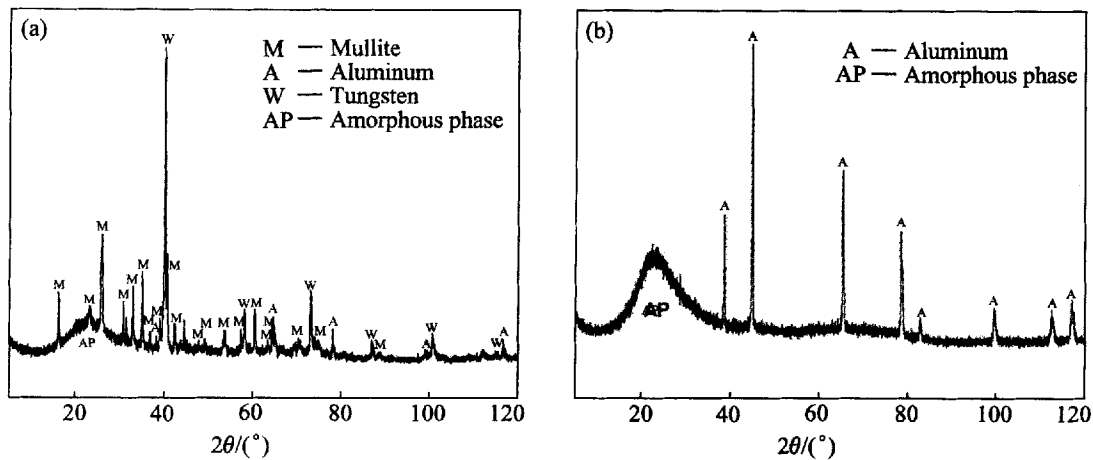 (a)
M — Mullite
A — Aluminum
W — Tungsten
AP — Amorphous phase
W
M
M
M
M
M
M
M
M
M
A
M
M
M
M
M
W
M
M
A
W
M
M
A
W
M
A
W
W
A
AP
20 40 60 80 100 120
2θ/(°)
(b)
A — Aluminum
AP — Amorphous phase
A
A
A
A
A
A
A
A
AP
20 40 60 80 100 120
2θ/(°)